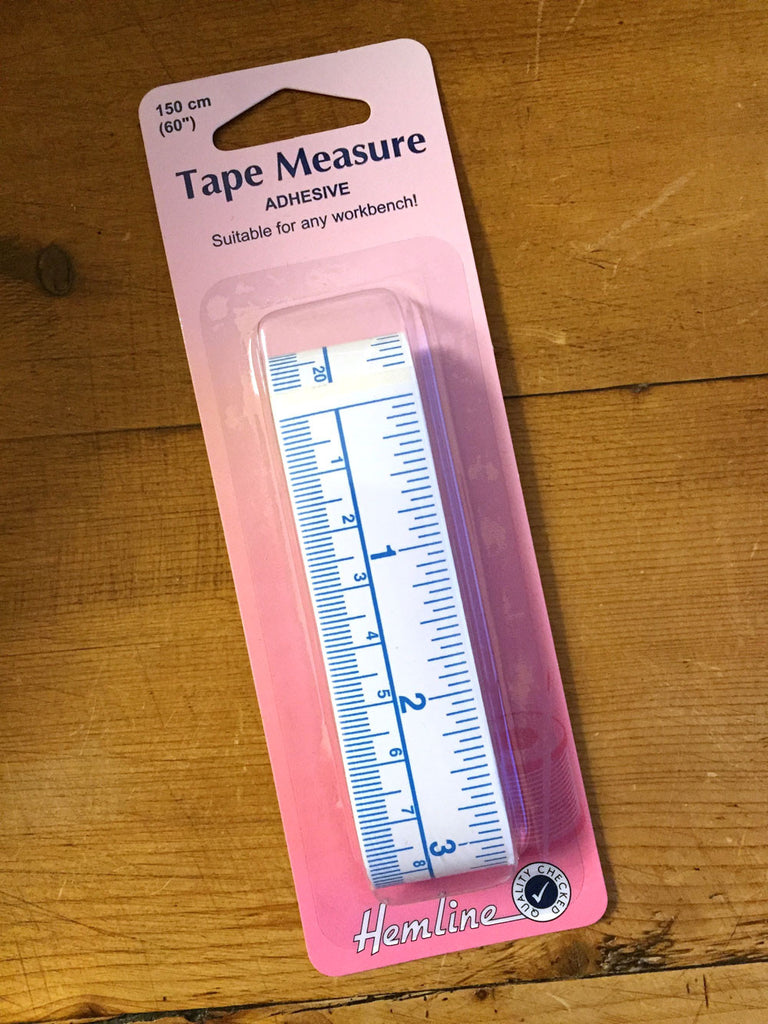 150 cm
(60")
Tape Measure
ADHESIVE
Suitable for any workbench!
20
1
2
1
3
4
5
2
6
7
3
8
Hemline
QUALITY CHECKED